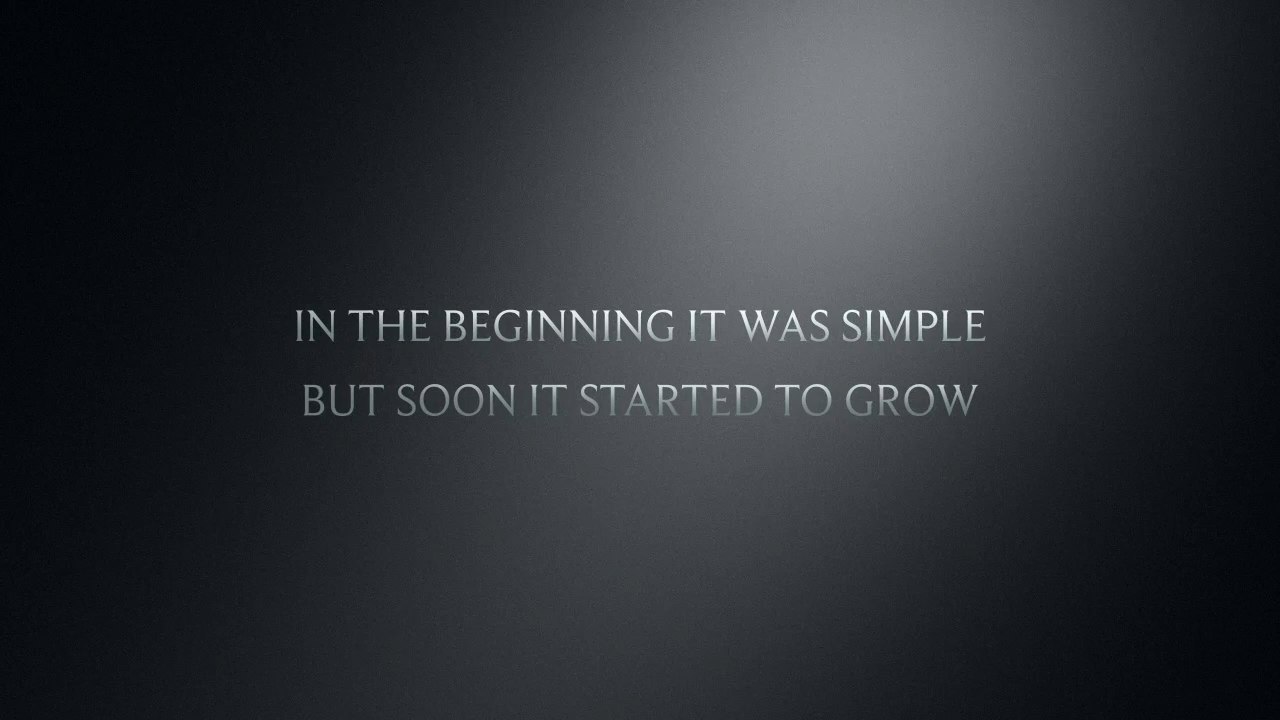 IN THE BEGINNING IT WAS SIMPLE
BUT SOON IT STARTED TO GROW